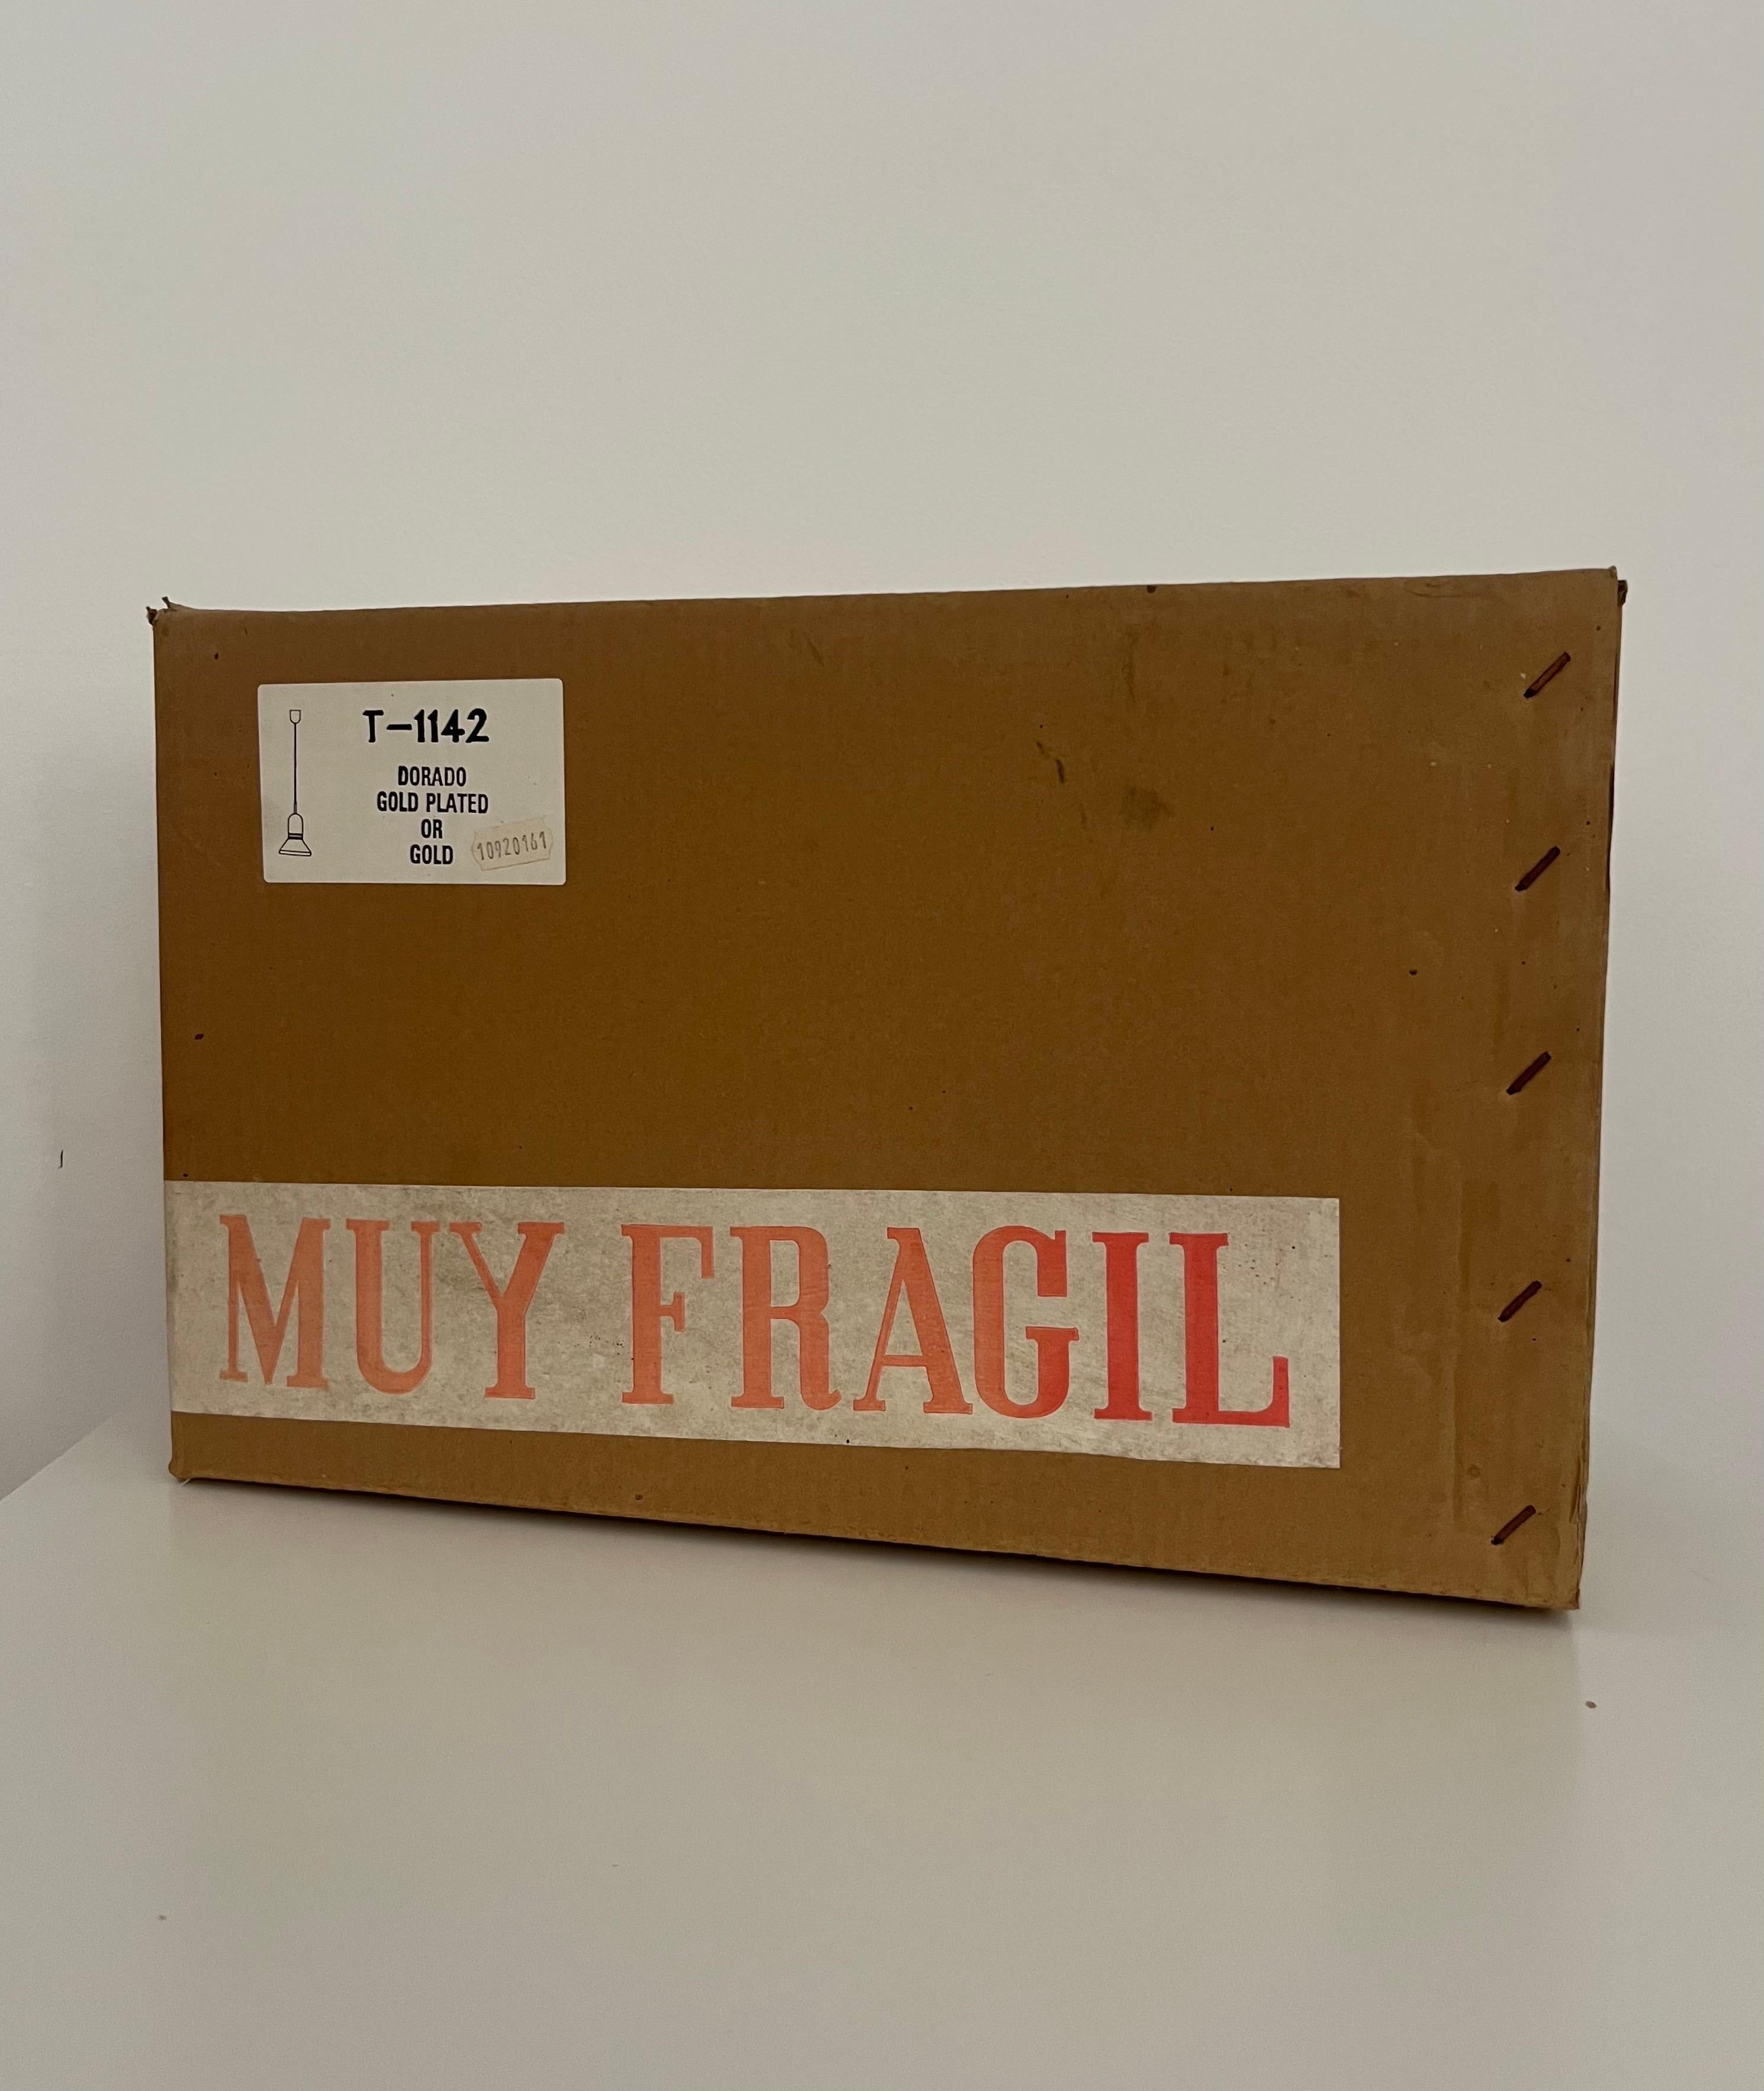 T-1142
DORADO
GOLD PLATED
OR
GOLD
10920161
MUY FRAGIL